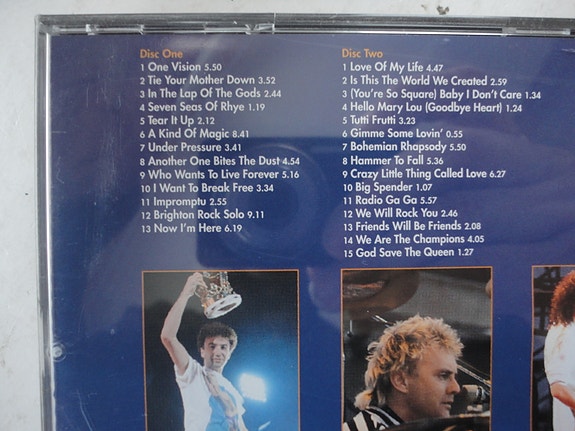 Disc One
1 One Vision 5.50
2 Tie Your Mother Down 3.52
3 In The Lap Of The Gods 2.44
4 Seven Seas Of Rhye 1.19
5 Tear It Up 2.12
6 A Kind Of Magic 8.41
7 Under Pressure 3.41
8 Another One Bites The Dust 4.54
9 Who Wants To Live Forever 5.16
10 I Want To Break Free 3.34
11 Impromptu 2.55
12 Brighton Rock Solo 9.11
13 Now I'm Here 6.19
Disc Two
1 Love Of My Life 4.47
2 Is This The World We Created 2.59
3 (You're So Square) Baby I Don't Care 1.34
4 Hello Mary Lou (Goodbye Heart) 1.24
5 Tutti Frutti 3.23
6 Gimme Some Lovin' 0.55
7 Bohemian Rhapsody 5.50
8 Hammer To Fall 5.36
9 Crazy Little Thing Called Love 6.27
10 Big Spender 1.07
11 Radio Ga Ga 5.57
12 We Will Rock You 2.46
13 Friends Will Be Friends 2.08
14 We Are The Champions 4.05
15 God Save The Queen 1.27